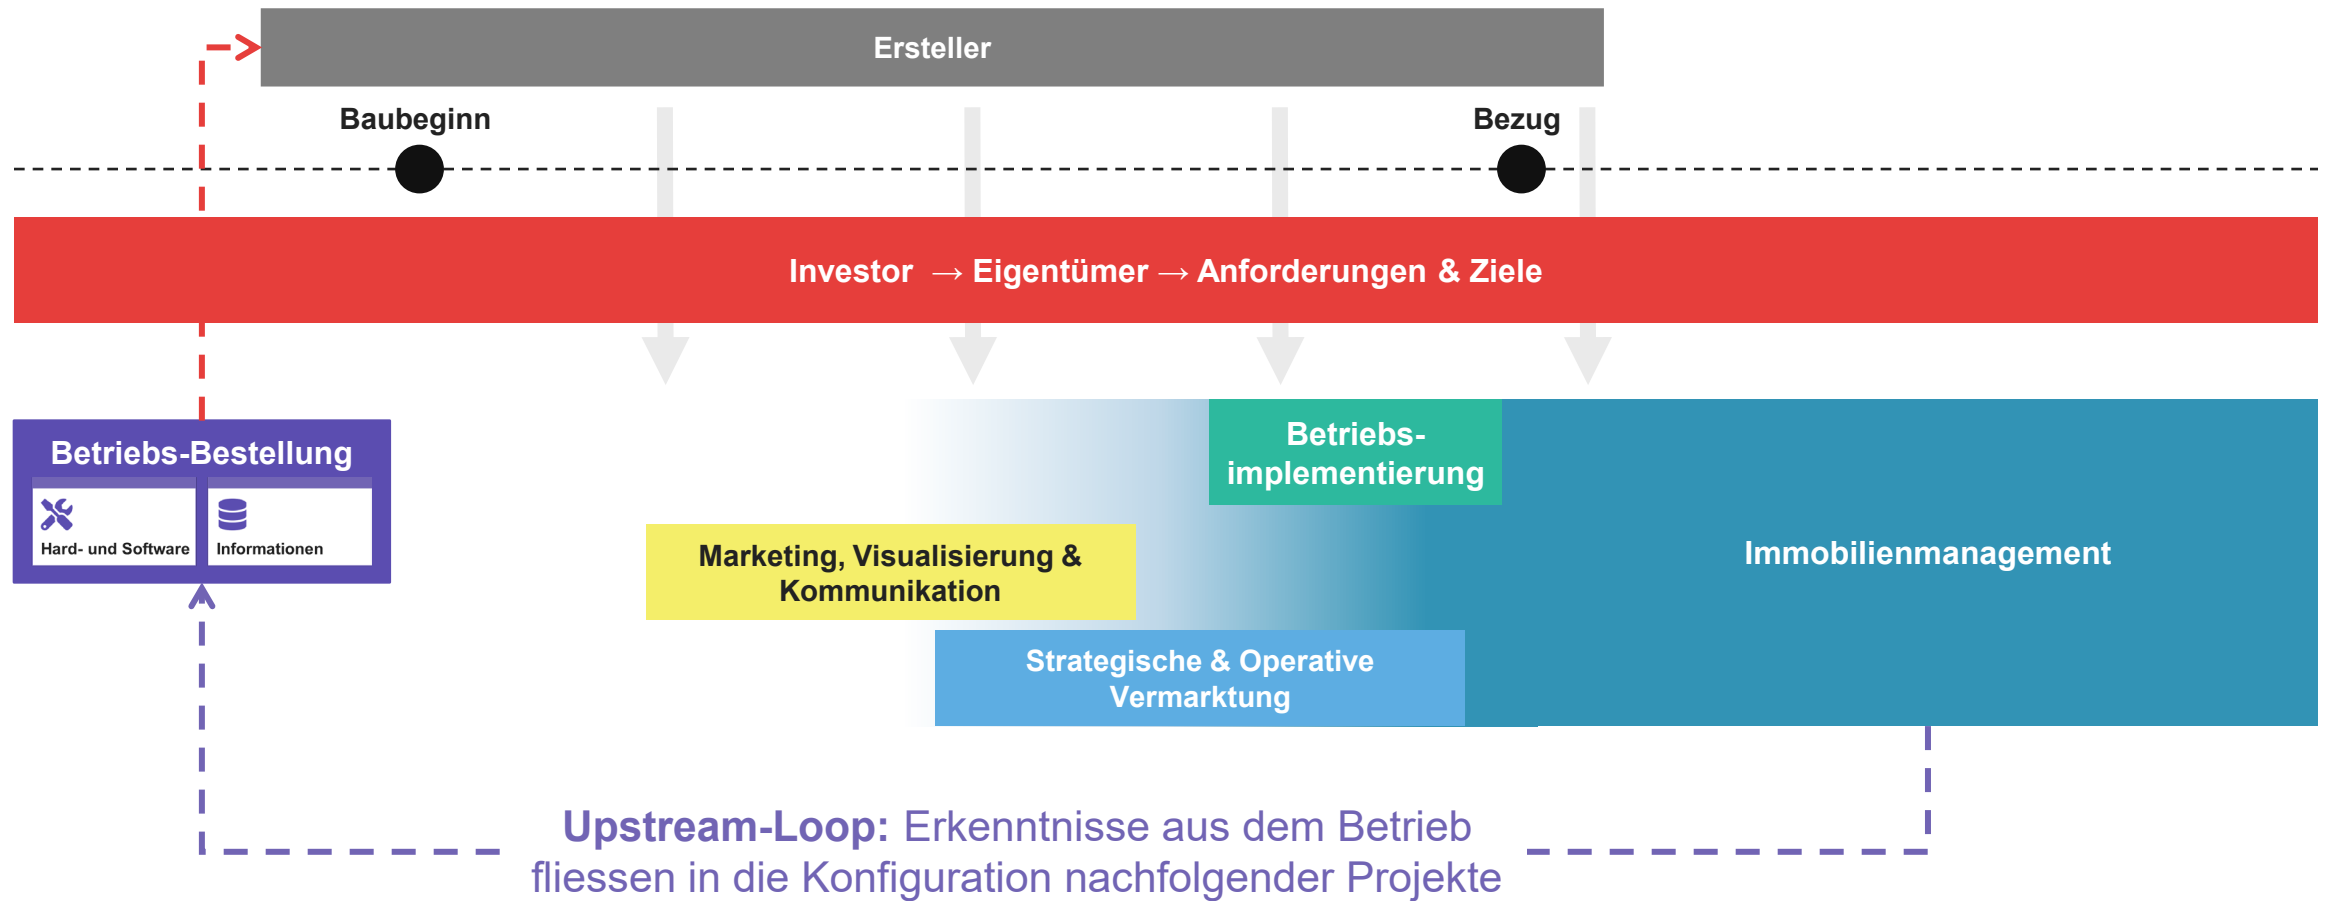 Ersteller
Baubeginn
Bezug
Investor → Eigentümer → Anforderungen & Ziele
Betriebs-Bestellung
Hard- und Software
Informationen
Betriebs-
implementierung
Marketing, Visualisierung &
Kommunikation
Immobilienmanagement
Strategische & Operative
Vermarktung
Upstream-Loop: Erkenntnisse aus dem Betrieb
fliessen in die Konfiguration nachfolgender Projekte